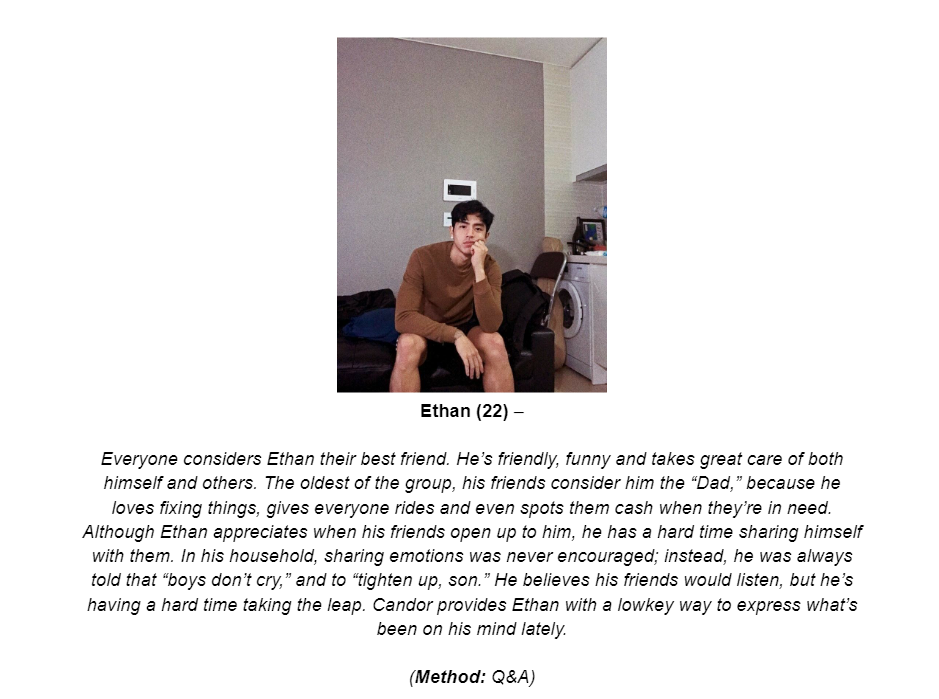 Ethan (22) –
Everyone considers Ethan their best friend. He’s friendly, funny and takes great care of both
himself and others. The oldest of the group, his friends consider him the “Dad,” because he
loves fixing things, gives everyone rides and even spots them cash when they’re in need.
Although Ethan appreciates when his friends open up to him, he has a hard time sharing himself
with them. In his household, sharing emotions was never encouraged; instead, he was always
told that “boys don’t cry,” and to “tighten up, son.” He believes his friends would listen, but he’s
having a hard time taking the leap. Candor provides Ethan with a lowkey way to express what’s
been on his mind lately.
(Method: Q&A)